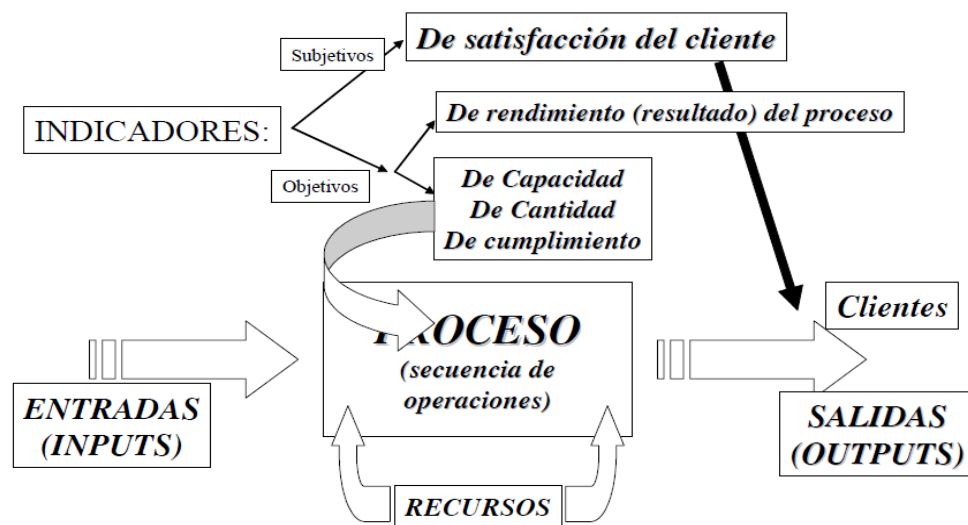 De satisfacción del cliente
Subjetivos
De rendimiento (resultado) del proceso
INDICADORES:
Objetivos
De Capacidad
De Cantidad
De cumplimiento
Clientes
PROCESO
(secuencia de
operaciones)
ENTRADAS
(INPUTS)
SALIDAS
(OUTPUTS)
RECURSOS